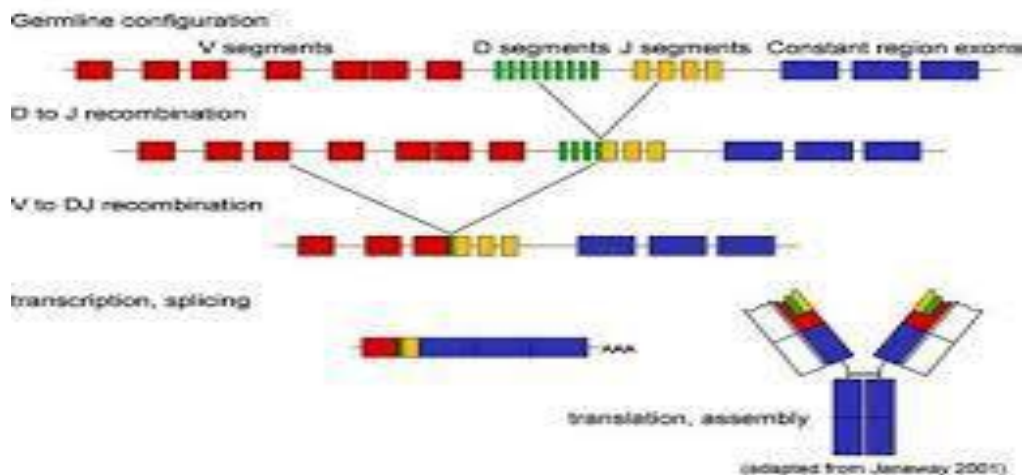 Germline configuration
V segments D segments J segments Constant region exons
D to J recombination
V to DJ recombination
transcription, splicing
AAA
translation, assembly
(adapted from Janeway 2001)